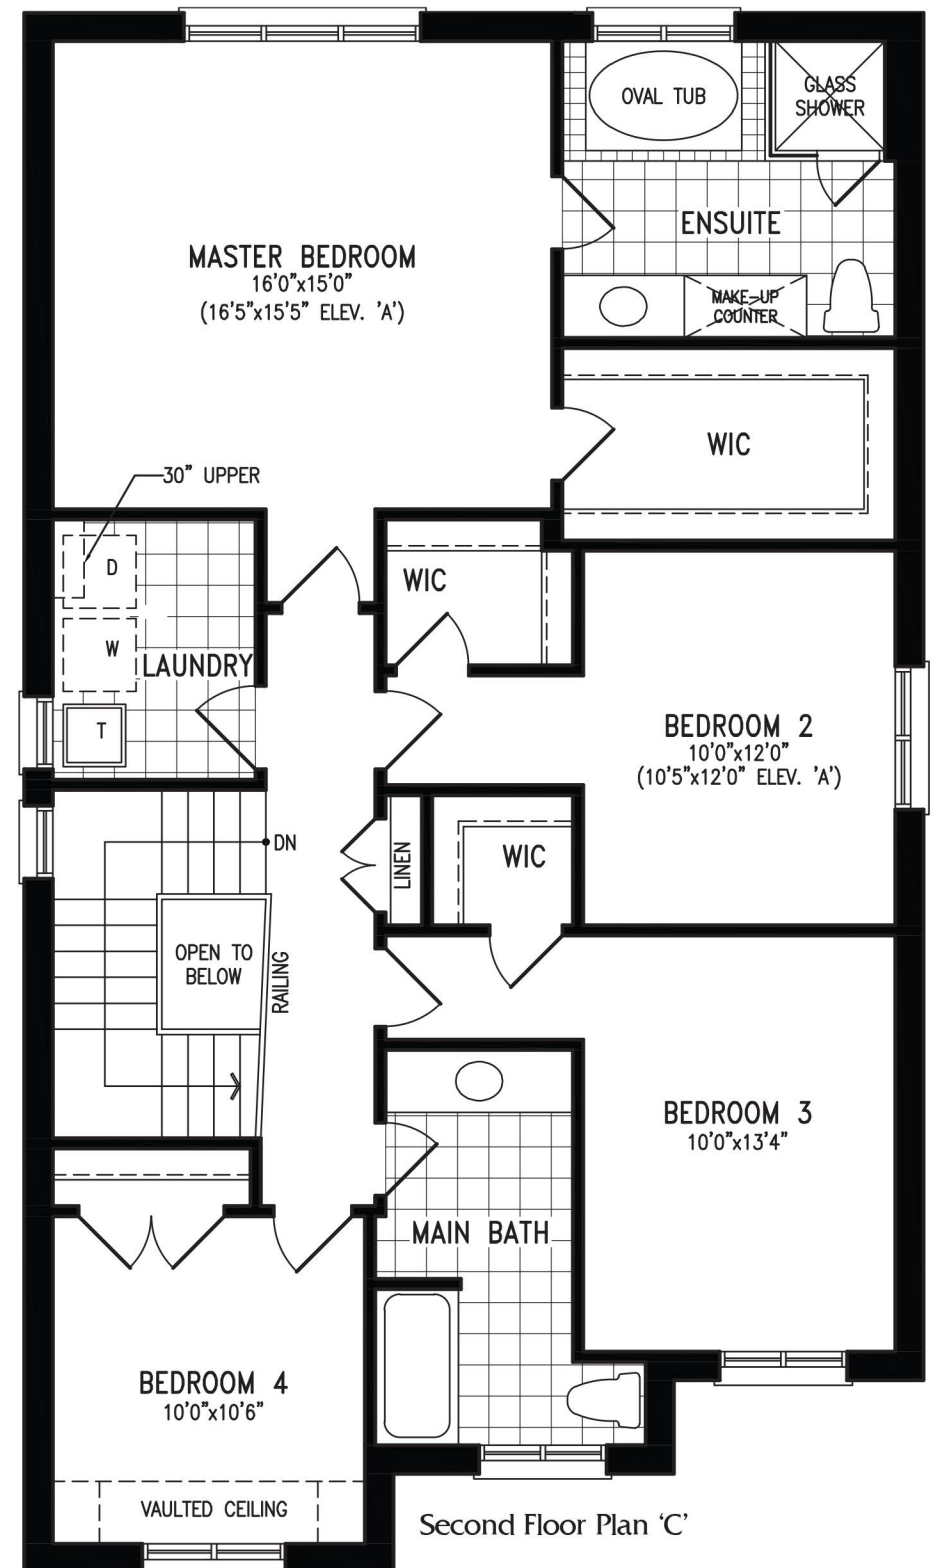 OVAL TUB
GLASS
SHOWER
ENSUITE
MASTER BEDROOM
16'0"x15'0"
(16'5"x15'5" ELEV. 'A')
MAKE-UP
COUNTER
WIC
30" UPPER
D
WIC
W
LAUNDRY
T
BEDROOM 2
10'0"x12'0"
(10'5"x12'0" ELEV. 'A')
DN
LINEN
WIC
OPEN TO
BELOW
RAILING
BEDROOM 3
10'0"x13'4"
MAIN BATH
BEDROOM 4
10'0"x10'6"
VAULTED CEILING
Second Floor Plan ‘C’